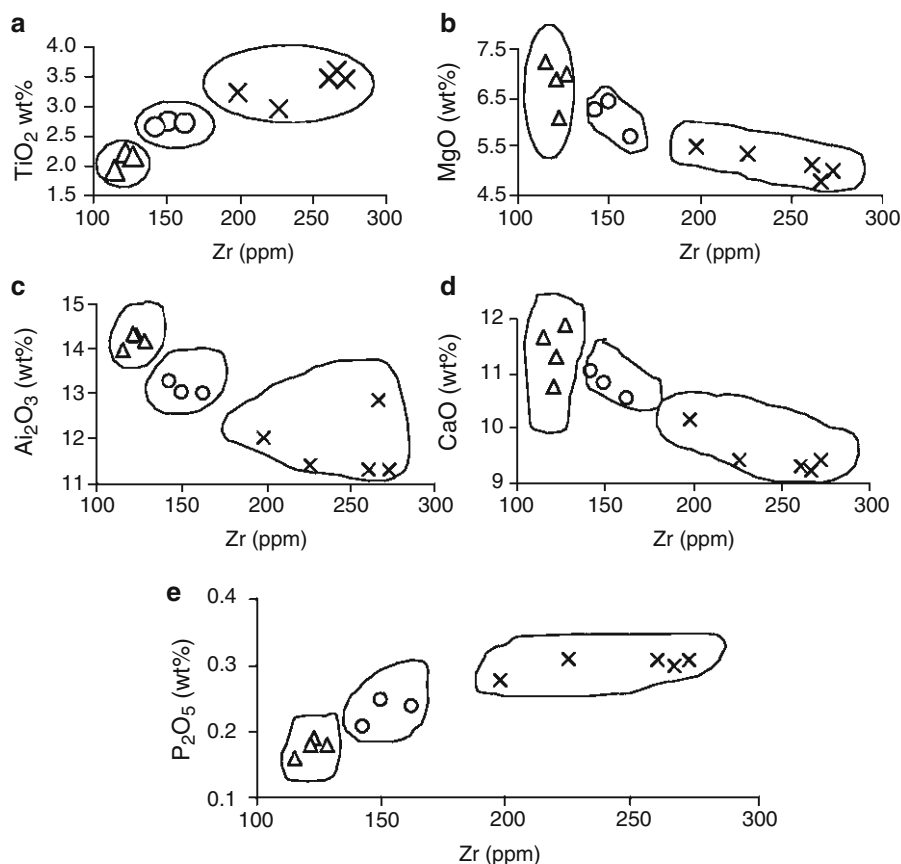 a
TiO2 wt%
4.0
3.5
3.0
2.5
2.0
1.5
100 150 200 250 300
Zr (ppm)
b
MgO (wt%)
7.5
6.5
5.5
4.5
100 150 200 250 300
Zr (ppm)
c
Ai2O3 (wt%)
15
14
13
12
11
100 150 200 250 300
Zr (ppm)
d
CaO (wt%)
12
11
10
9
100 150 200 250 300
Zr (ppm)
e
P2O5 (wt%)
0.4
0.3
0.2
0.1
100 150 200 250 300
Zr (ppm)